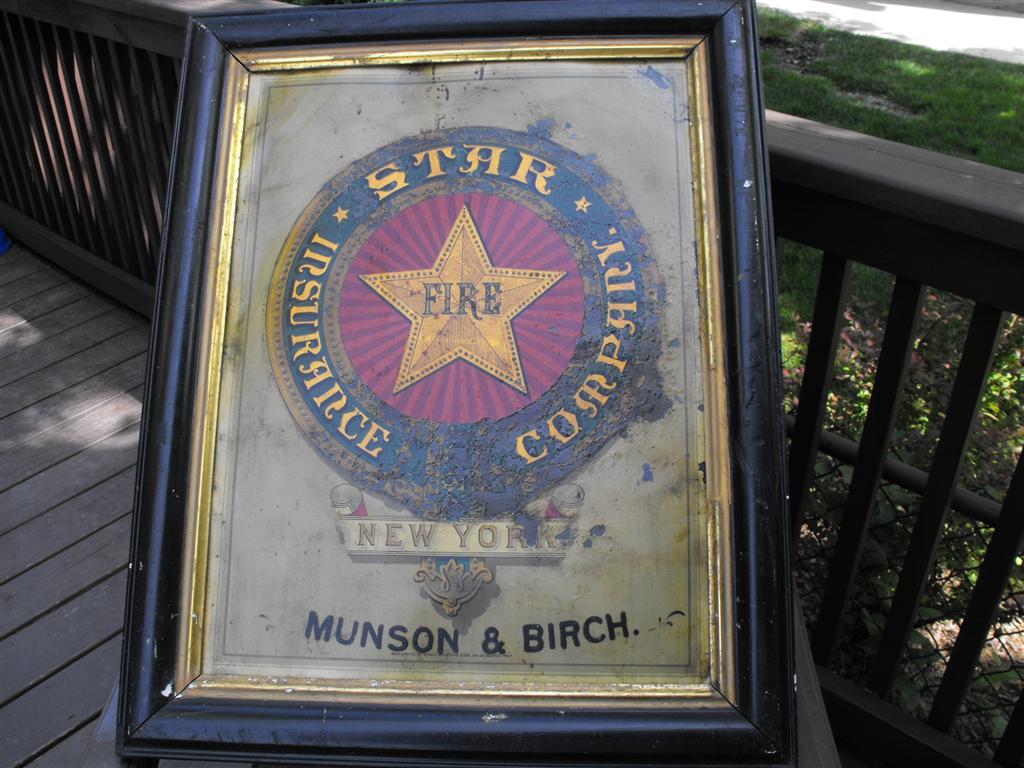 STAR
FIRE
INSURANCE COMPANY.
NEW YORK
MUNSON & BIRCH.